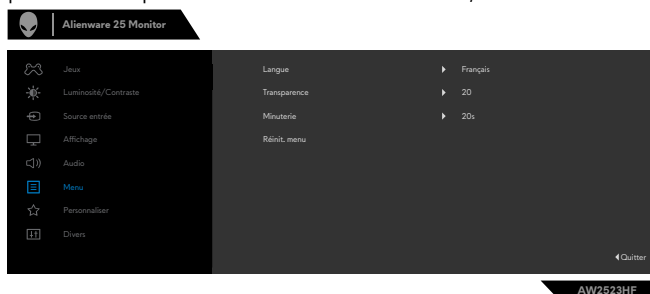 Alienware 25 Monitor
Jeux
Luminosité/Contraste
Source entrée
Affichage
Audio
Menu
Personnaliser
Divers
Langue Français
Transparence 20
Minuterie 20s
Réinit. menu
Quitter
AW2523HF